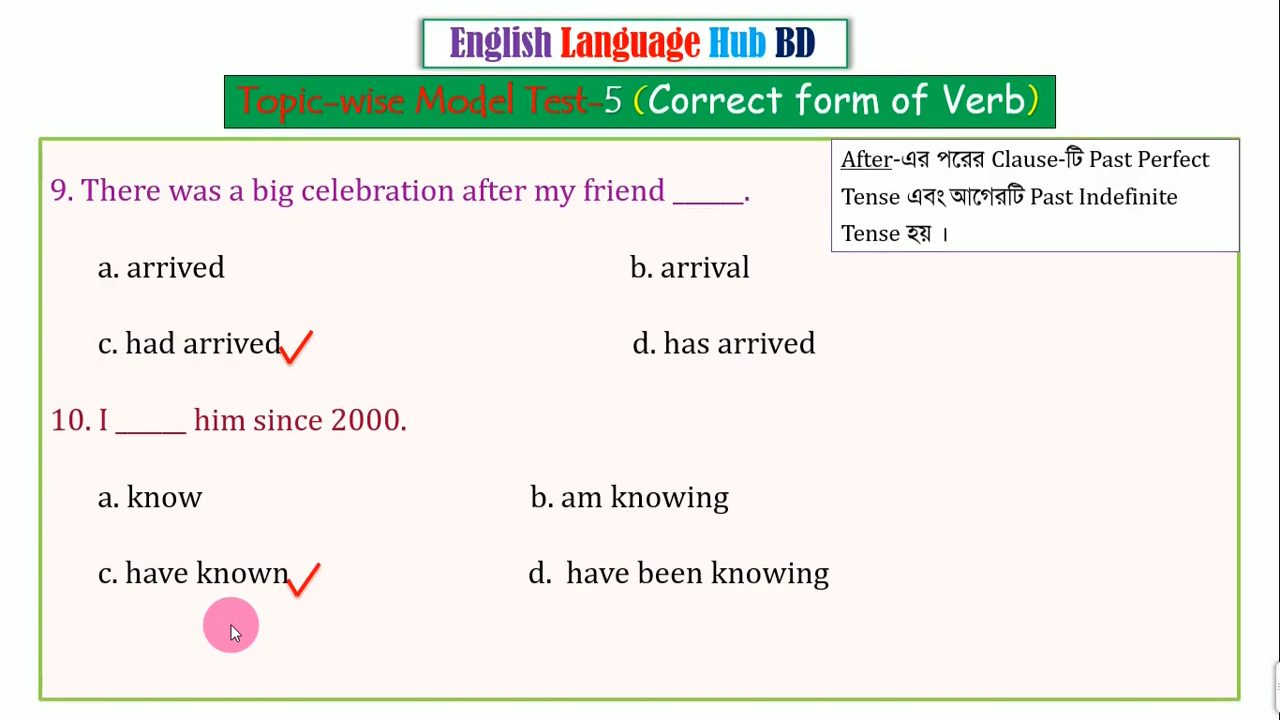 English Language Hub BD
Topic-wise Model Test-5 (Correct form of Verb)
After-এর পরের Clause-টি Past Perfect
Tense এবং আগেরটি Past Indefinite
Tense হয় ।
9. There was a big celebration after my friend ______.
a. arrived b. arrival
c. had arrived d. has arrived
10. I ______ him since 2000.
a. know b. am knowing
c. have known d. have been knowing